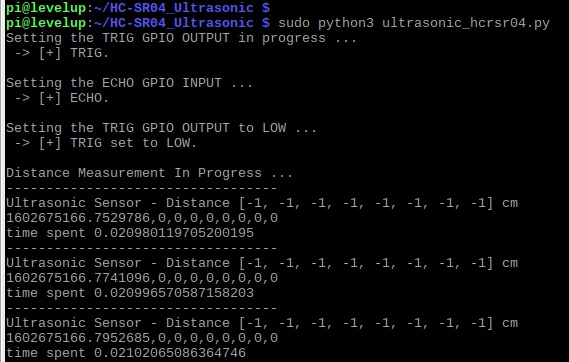 pi@levelup:~/HC-SR04_Ultrasonic $
pi@levelup:~/HC-SR04_Ultrasonic $ sudo python3 ultrasonic_hcrsr04.py
Setting the TRIG GPIO OUTPUT in progress ...
 -> [+] TRIG.
Setting the ECHO GPIO INPUT ...
 -> [+] ECHO.
Setting the TRIG GPIO OUTPUT to LOW ...
 -> [+] TRIG set to LOW.
Distance Measurement In Progress ...
----------------------------------
Ultrasonic Sensor - Distance [-1, -1, -1, -1, -1, -1, -1, -1] cm
1602675166.7529786,0,0,0,0,0,0,0,0
time spent 0.020980119705200195
----------------------------------
Ultrasonic Sensor - Distance [-1, -1, -1, -1, -1, -1, -1, -1] cm
1602675166.7741096,0,0,0,0,0,0,0,0
time spent 0.020996570587158203
----------------------------------
Ultrasonic Sensor - Distance [-1, -1, -1, -1, -1, -1, -1, -1] cm
1602675166.7952685,0,0,0,0,0,0,0,0
time spent 0.02102065086364746